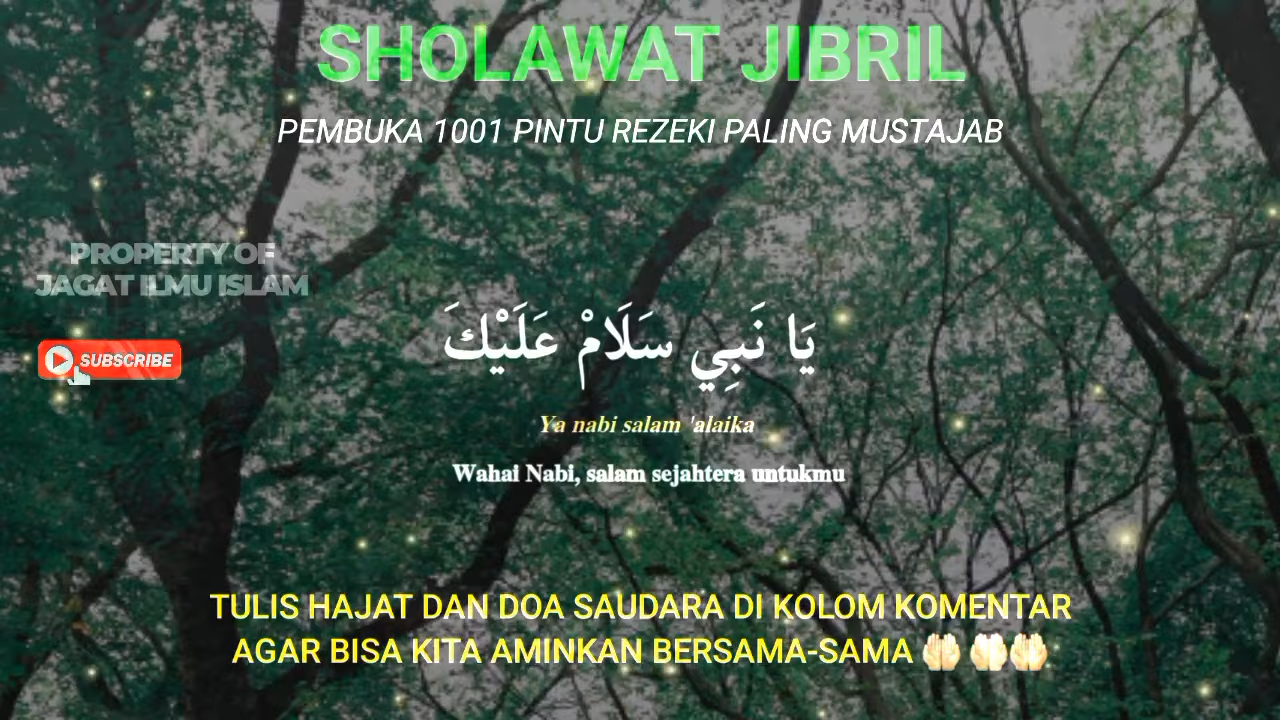 SHOLAWAT JIBRIL
PEMBUKA 1001 PINTU REZEKI PALING MUSTAJAB
PROPERTY OF
JAGAT ILMU ISLAM
SUBSCRIBE
يَا نَبِي سَلَامْ عَلَيْكَ
Ya nabi salam 'alaika
Wahai Nabi, salam sejahtera untukmu
TULIS HAJAT DAN DOA SAUDARA DI KOLOM KOMENTAR
AGAR BISA KITA AMINKAN BERSAMA-SAMA 🤲🏻 🤲🏻🤲🏻